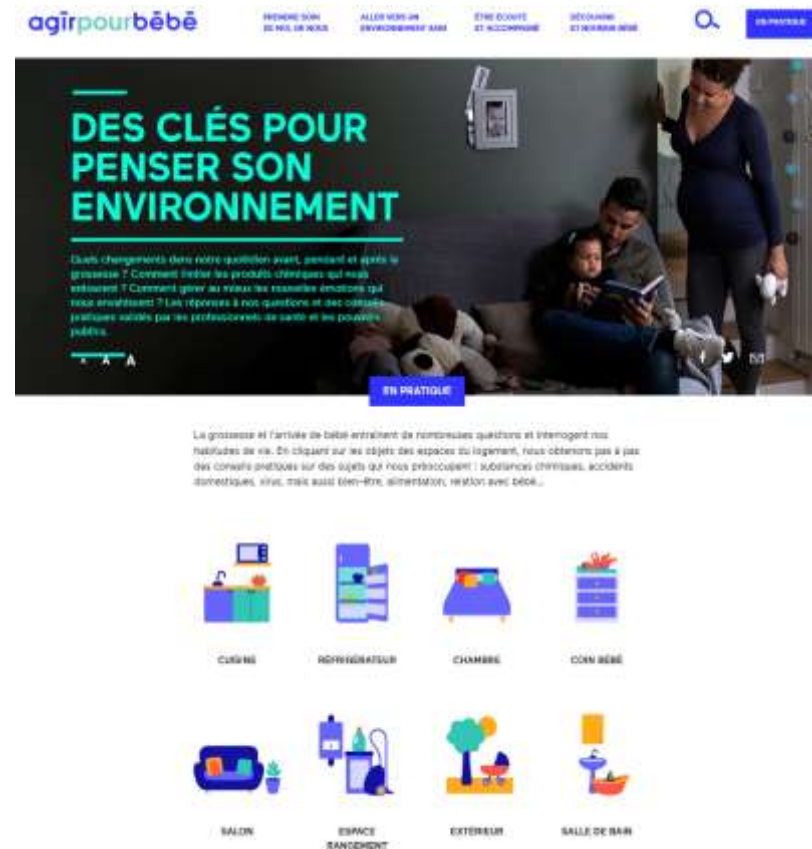 agir pour bébé
PRENDRE SOIN
DE MOI, DE NOUS
ALLER VERS UN
ENVIRONNEMENT SAIN
ÊTRE ÉCOUTÉ
ET ACCOMPAGNÉ
DÉCOUVRIR
ET NOURRIR BÉBÉ
EN PRATIQUE
DES CLÉS POUR
PENSER SON
ENVIRONNEMENT
Quels changements dans notre quotidien avant, pendant et après la
grossesse ? Comment limiter les produits chimiques qui nous
entourent ? Comment gérer au mieux les nouvelles émotions qui
nous envahissent ? Les réponses à nos questions et des conseils
pratiques validés par les professionnels de santé et les pouvoirs
publics.
A A A
EN PRATIQUE
La grossesse et l'arrivée de bébé entraînent de nombreuses questions et interrogent nos
habitudes de vie. En cliquant sur les objets des espaces du logement, nous obtenons pas à pas
des conseils pratiques sur des sujets qui nous préoccupent : substances chimiques, accidents
domestiques, virus, mais aussi bien-être, alimentation, relation avec bébé...
CUISINE
RÉFRIGÉRATEUR
CHAMBRE
COIN BÉBÉ
SALON
ESPACE
RANGEMENT
EXTÉRIEUR
SALLE DE BAIN